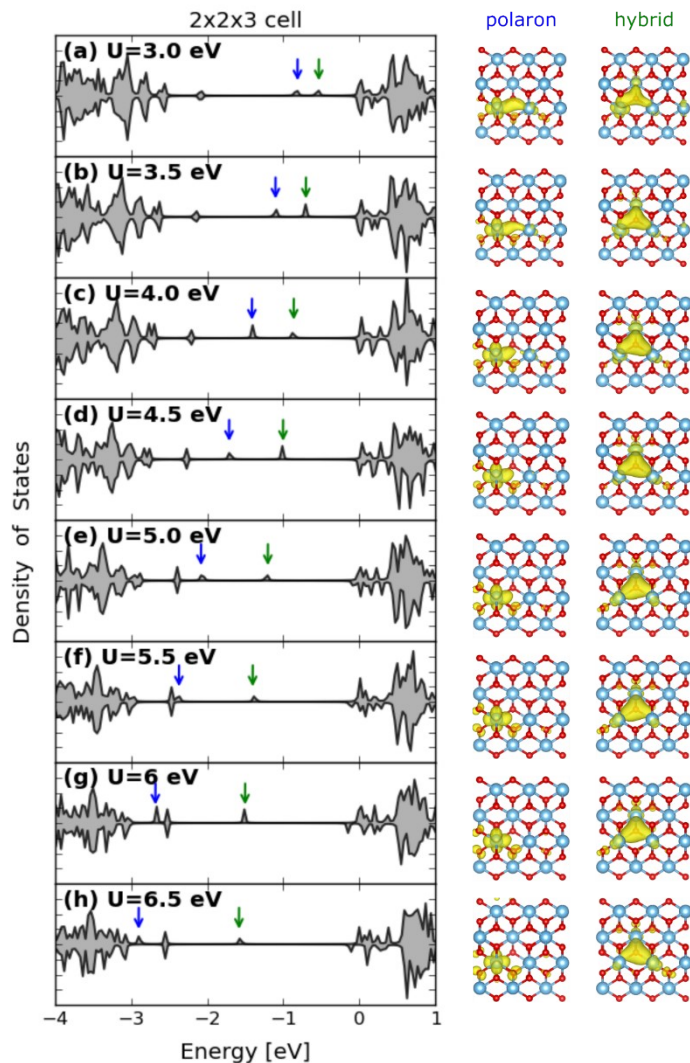 2x2x3 cell
polaron
hybrid
(a) U=3.0 eV
(b) U=3.5 eV
(c) U=4.0 eV
(d) U=4.5 eV
(e) U=5.0 eV
(f) U=5.5 eV
(g) U=6 eV
(h) U=6.5 eV
Density of States
−4 −3 −2 −1 0 1
Energy [eV]